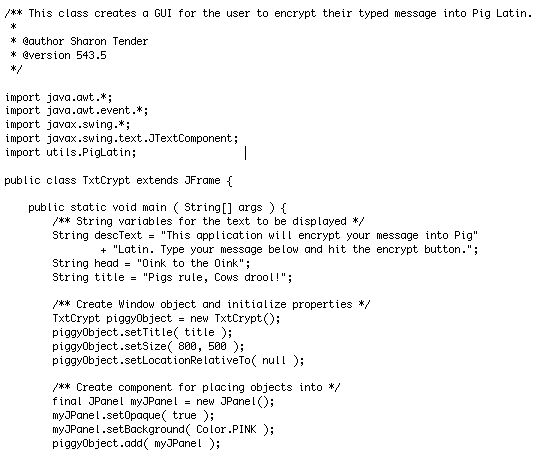 /** This class creates a GUI for the user to encrypt their typed message into Pig Latin.
 *
 * @author Sharon Tender
 * @version 543.5
 */

import java.awt.*;
import java.awt.event.*;
import javax.swing.*;
import javax.swing.text.JTextComponent;
import utils.PigLatin;

public class TxtCrypt extends JFrame {

    public static void main ( String[] args ) {
        /** String variables for the text to be displayed */
        String descText = "This application will encrypt your message into Pig"
                + "Latin. Type your message below and hit the encrypt button.";
        String head = "Oink to the Oink";
        String title = "Pigs rule, Cows drool!";

        /** Create Window object and initialize properties */
        TxtCrypt piggyObject = new TxtCrypt();
        piggyObject.setTitle( title );
        piggyObject.setSize( 800, 500 );
        piggyObject.setLocationRelativeTo( null );

        /** Create component for placing objects into */
        final JPanel myJPanel = new JPanel();
        myJPanel.setOpaque( true );
        myJPanel.setBackground( Color.PINK );
        piggyObject.add( myJPanel );